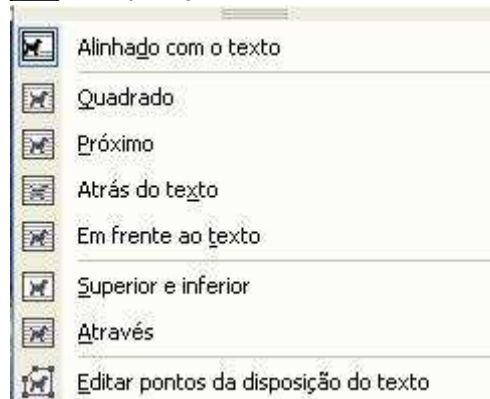 Alinhado com o texto
Quadrado
Próximo
Atrás do texto
Em frente ao texto
Superior e inferior
Através
Editar pontos da disposição do texto